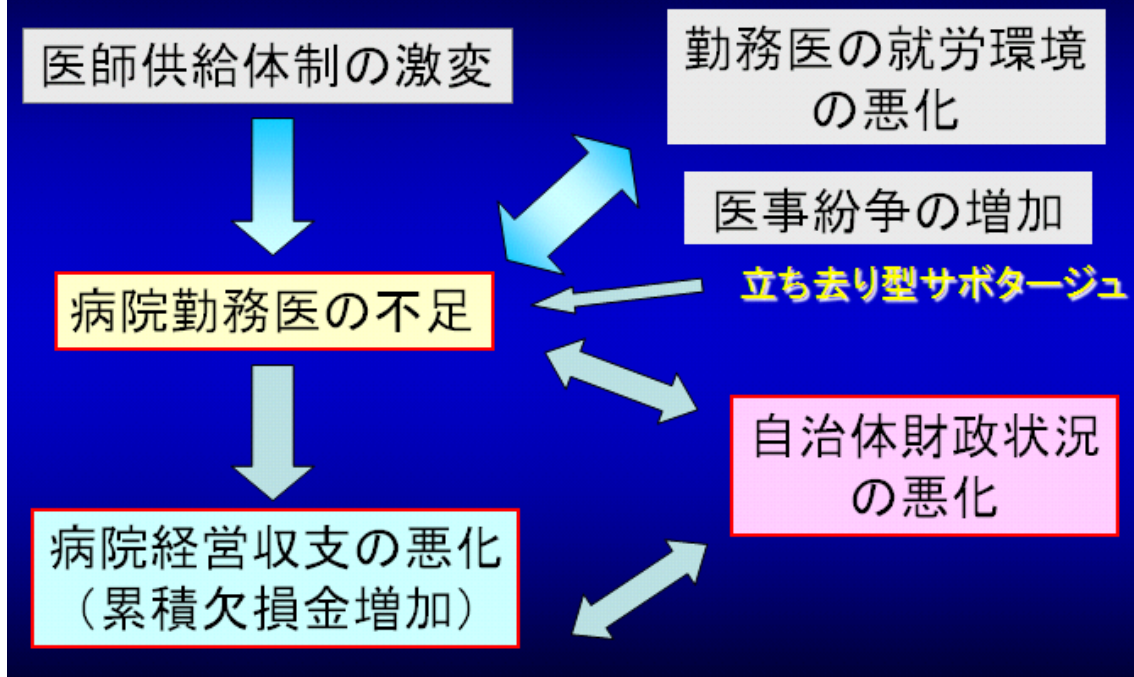 医師供給体制の激変
勤務医の就労環境
の悪化
医事紛争の増加
立ち去り型サボタージュ
病院勤務医の不足
自治体財政状況
の悪化
病院経営収支の悪化
（累積欠損金増加）